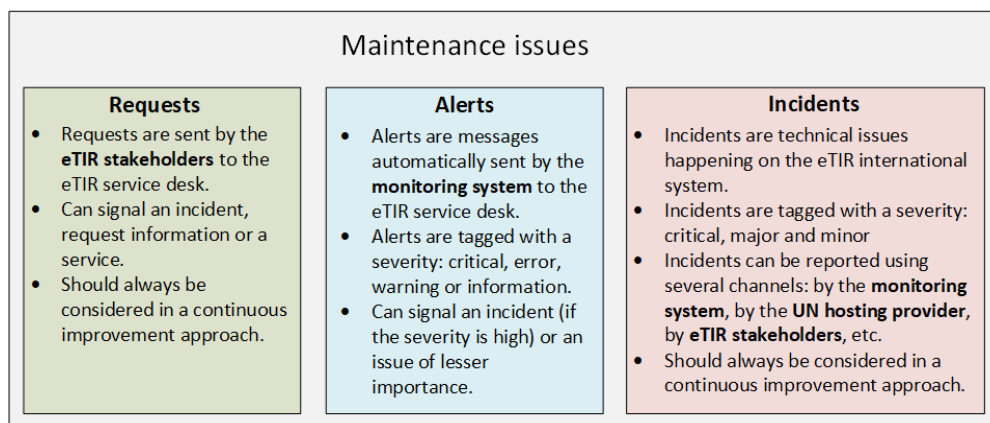 Maintenance issues
Requests
• Requests are sent by the
eTIR stakeholders to the
eTIR service desk.
• Can signal an incident,
request information or a
service.
• Should always be
considered in a continuous
improvement approach.
Alerts
• Alerts are messages
automatically sent by the
monitoring system to the
eTIR service desk.
• Alerts are tagged with a
severity: critical, error,
warning or information.
• Can signal an incident (if
the severity is high) or an
issue of lesser
importance.
Incidents
• Incidents are technical issues
happening on the eTIR international
system.
• Incidents are tagged with a severity:
critical, major and minor
• Incidents can be reported using
several channels: by the monitoring
system, by the UN hosting provider,
by eTIR stakeholders, etc.
• Should always be considered in a
continuous improvement approach.